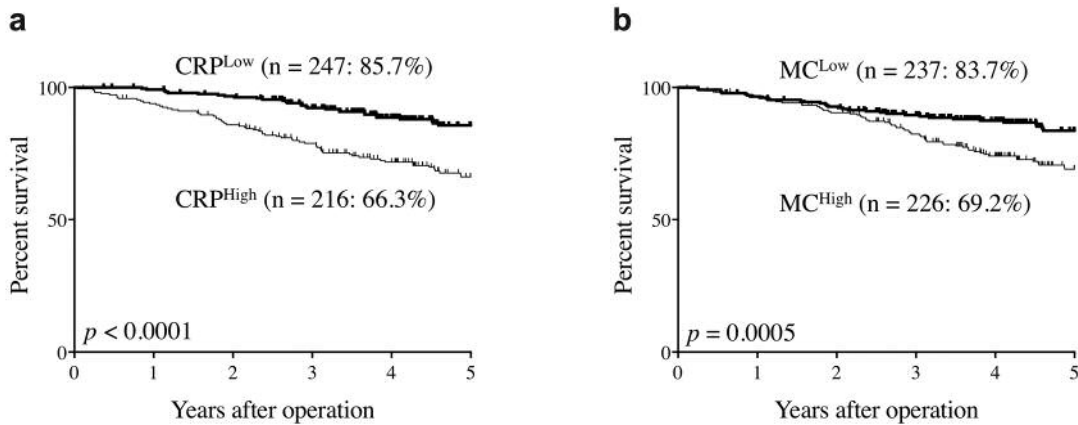 a
CRP^Low (n = 247: 85.7%)
100
50
0
Percent survival
CRP^High (n = 216: 66.3%)
p < 0.0001
0 1 2 3 4 5
Years after operation
b
MC^Low (n = 237: 83.7%)
100
50
0
Percent survival
MC^High (n = 226: 69.2%)
p = 0.0005
0 1 2 3 4 5
Years after operation